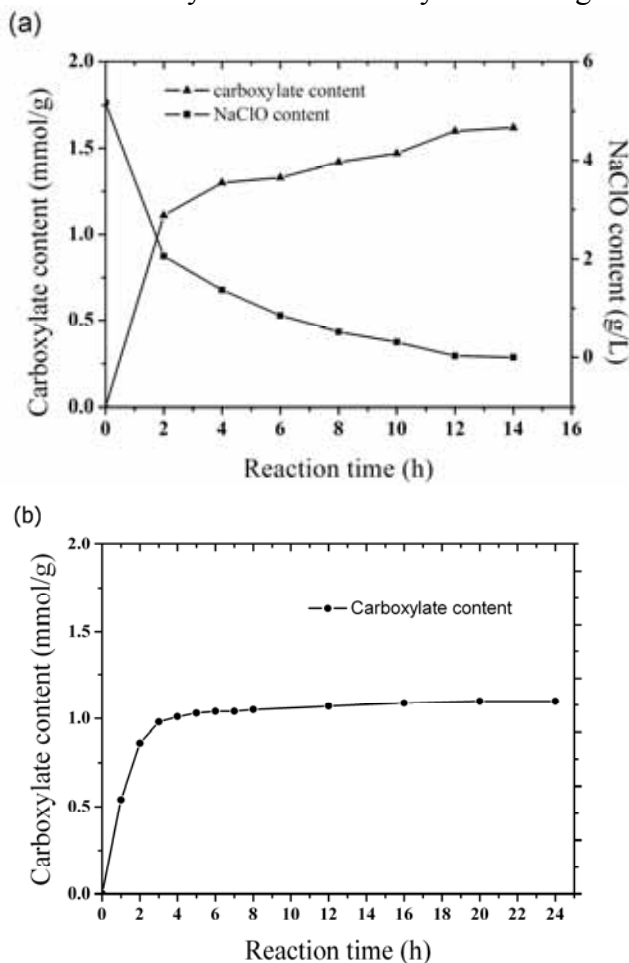 (a)
carboxylate content
NaClO content
Carboxylate content (mmol/g)
2.0
1.5
1.0
0.5
0.0
NaClO content (g/L)
6
4
2
0
0 2 4 6 8 10 12 14 16
Reaction time (h)
(b)
Carboxylate content
Carboxylate content (mmol/g)
2.0
1.5
1.0
0.5
0.0
0 2 4 6 8 10 12 14 16 18 20 22 24
Reaction time (h)